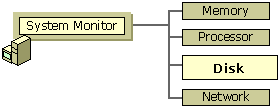 System Monitor
Memory
Processor
Disk
Network